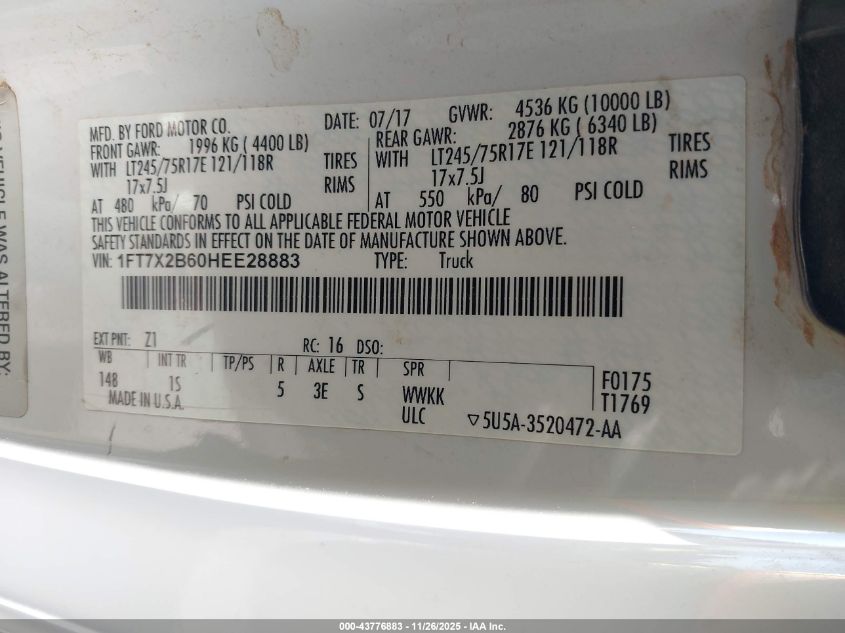 MFD. BY FORD MOTOR CO.
DATE: 07/17 GVWR: 4536 KG (10000 LB)
FRONT GAWR: 1996 KG ( 4400 LB)
REAR GAWR: 2876 KG ( 6340 LB)
WITH LT245/75R17E 121/118R TIRES
WITH LT245/75R17E 121/118R TIRES
17x7.5J RIMS
17x7.5J RIMS
AT 480 kPa/ 70 PSI COLD
AT 550 kPa/ 80 PSI COLD
THIS VEHICLE CONFORMS TO ALL APPLICABLE FEDERAL MOTOR VEHICLE
SAFETY STANDARDS IN EFFECT ON THE DATE OF MANUFACTURE SHOWN ABOVE.
VIN: 1FT7X2B60HEE28883 TYPE: Truck
EXT PNT: Z1 RC: 16 DSO:
WB INT TR TP/PS R AXLE TR SPR
148 1S 5 3E S WWKK
ULC
F0175
T1769
MADE IN U.S.A.
▽5U5A-3520472-AA
VEHICLE WAS ALTERED BY:
000-43776883 - 11/26/2025 - IAA Inc.